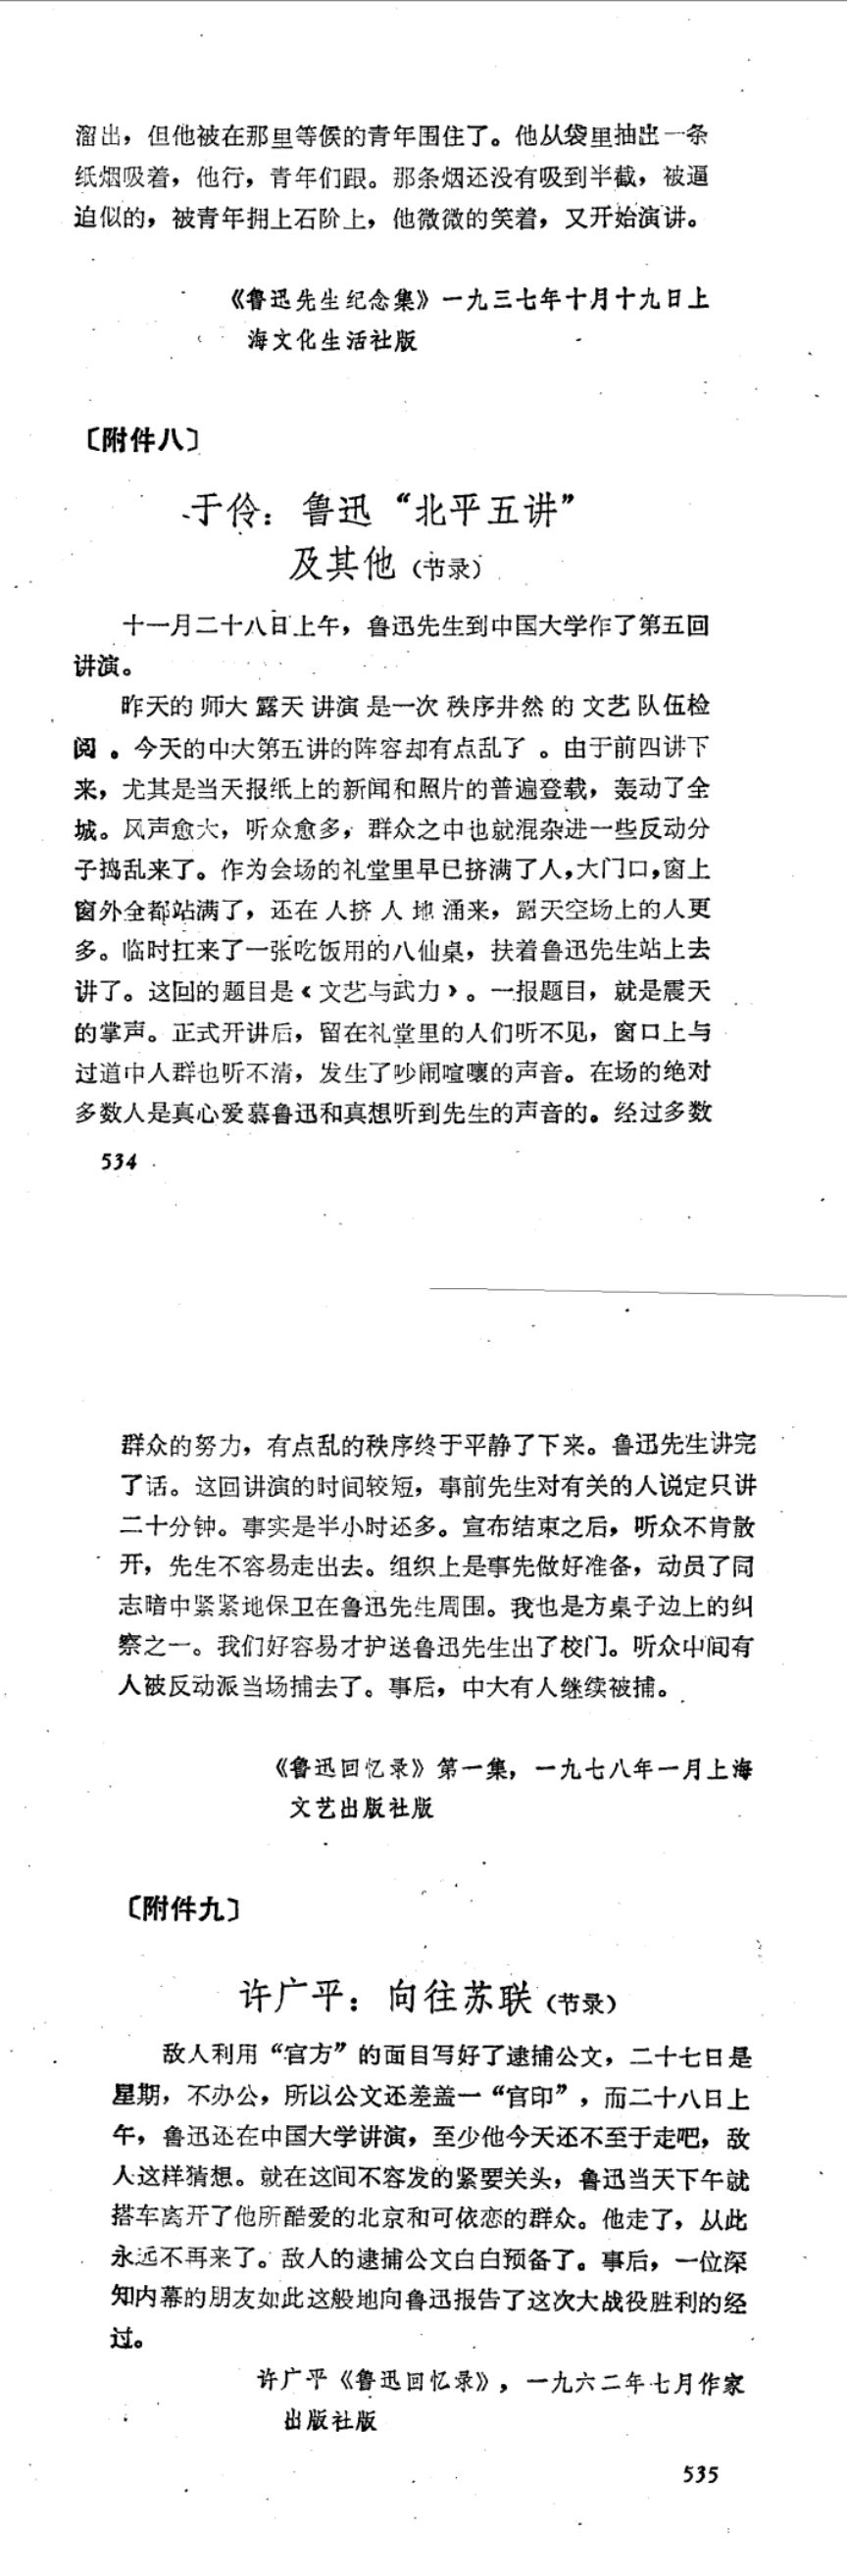 溜出，但他被在那里等候的青年围住了。他从袋里抽出一条
纸烟吸着，他行，青年们跟。那条烟还没有吸到半截，被逼
迫似的，被青年拥上石阶上，他微微的笑着，又开始演讲。
《鲁迅先生纪念集》一九三七年十月十九日上
海文化生活社版
〔附件八〕
于伶：鲁迅“北平五讲”
及其他（节录）
十一月二十八日上午，鲁迅先生到中国大学作了第五回
讲演。
昨天的师大露天讲演是一次秩序井然的文艺队伍检
阅。今天的中大第五讲的阵容却有点乱了。由于前四讲下
来，尤其是当天报纸上的新闻和照片的普遍登载，轰动了全
城。风声愈大，听众愈多，群众之中也就混杂进一些反动分
子捣乱来了。作为会场的礼堂里早已挤满了人，大门口，窗上
窗外全都站满了，还在人挤人地涌来，露天空场上的人更
多。临时扛来了一张吃饭用的八仙桌，扶着鲁迅先生站上去
讲了。这回的题目是《文艺与武力》。一报题目，就是震天
的掌声。正式开讲后，留在礼堂里的人们听不见，窗口上与
过道中人群也听不清，发生了吵闹喧嚷的声音。在场的绝对
多数人是真心爱慕鲁迅和真想听到先生的声音的。经过多数
534
群众的努力，有点乱的秩序终于平静了下来。鲁迅先生讲完
了话。这回讲演的时间较短，事前先生对有关的人说定只讲
二十分钟。事实是半小时还多。宣布结束之后，听众不肯散
开，先生不容易走出去。组织上是事先做好准备，动员了同
志暗中紧紧地保卫在鲁迅先生周围。我也是方桌子边上的纠
察之一。我们好容易才护送鲁迅先生出了校门。听众中间有
人被反动派当场捕去了。事后，中大有人继续被捕。
《鲁迅回忆录》第一集，一九七八年一月上海
文艺出版社版
〔附件九〕
许广平：向往苏联（节录）
敌人利用“官方”的面目写好了逮捕公文，二十七日是
星期，不办公，所以公文还差盖一“官印”，而二十八日上
午，鲁迅还在中国大学讲演，至少他今天还不至于走吧，敌
人这样猜想。就在这间不容发的紧要关头，鲁迅当天下午就
搭车离开了他所酷爱的北京和可依恋的群众。他走了，从此
永远不再来了。敌人的逮捕公文白白预备了。事后，一位深
知内幕的朋友如此这般地向鲁迅报告了这次大战役胜利的经
过。
许广平《鲁迅回忆录》，一九六二年七月作家
出版社版
535